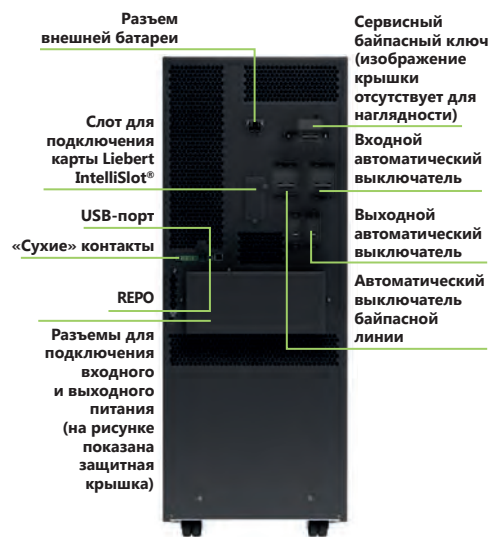 Разъем
внешней батареи
Слот для
подключения
карты Liebert
IntelliSlot®
USB-порт
«Сухие» контакты
REPO
Разъемы для
подключения
входного
и выходного
питания
(на рисунке
показана
защитная
крышка)
Сервисный
байпасный ключ
(изображение
крышки
отсутствует для
наглядности)
Входной
автоматический
выключатель
Выходной
автоматический
выключатель
Автоматический
выключатель
байпасной
линии